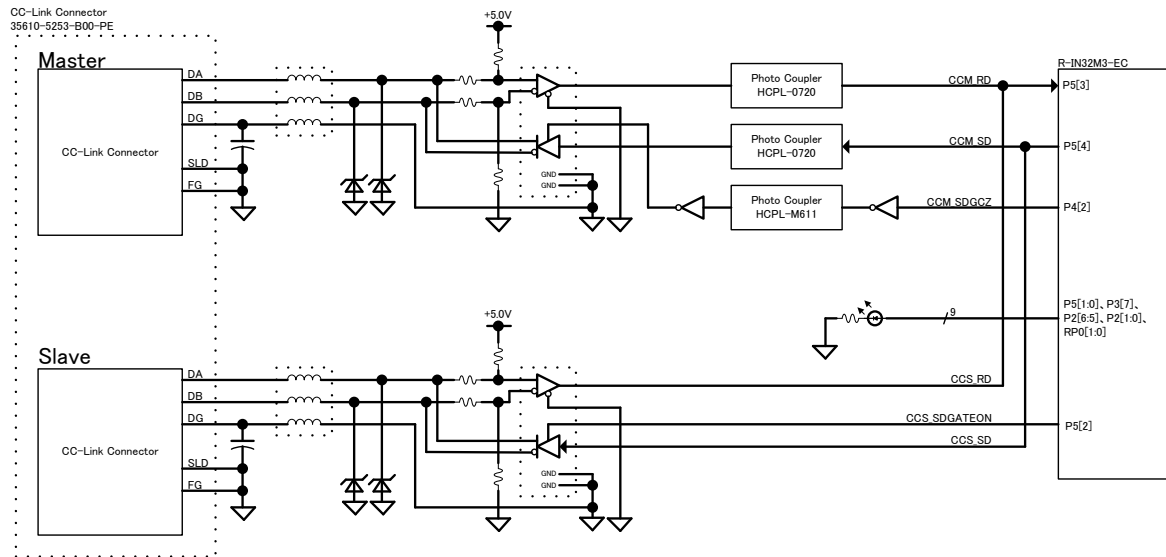 CC-Link Connector
35610-5253-B00-PE
Master
CC-Link Connector
DA
DB
DG
SLD
FG
+5.0V
GND
GND
Photo Coupler
HCPL-0720
Photo Coupler
HCPL-0720
Photo Coupler
HCPL-M611
CCM_RD
CCM_SD
CCM_SDGCZ
R-IN32M3-EC
P5[3]
P5[4]
P4[2]
9
P5[1:0]、P3[7]、
P2[6:5]、P2[1:0]、
RP0[1:0]
Slave
CC-Link Connector
DA
DB
DG
SLD
FG
+5.0V
GND
GND
CCS_RD
CCS_SDGATEON
CCS_SD
P5[2]